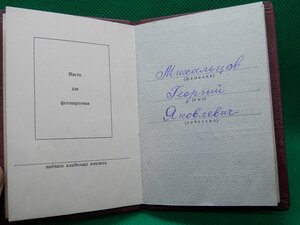 Место
для
фотокарточки
подпись владельца книжки
Михальцов
(фамилия)
Георгий
(имя)
Яковлевич
(отчество)